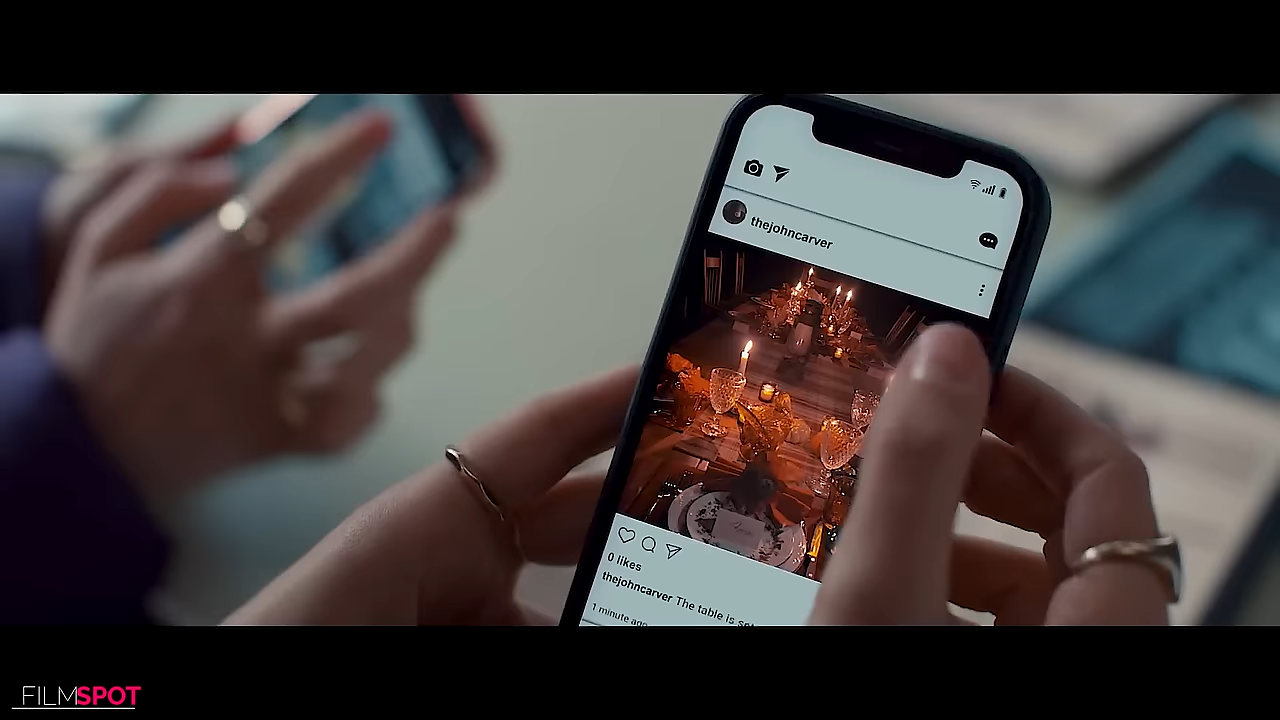 thejohncarver
0 likes
thejohncarver The table is set
1 minute ago
FILMSPOT